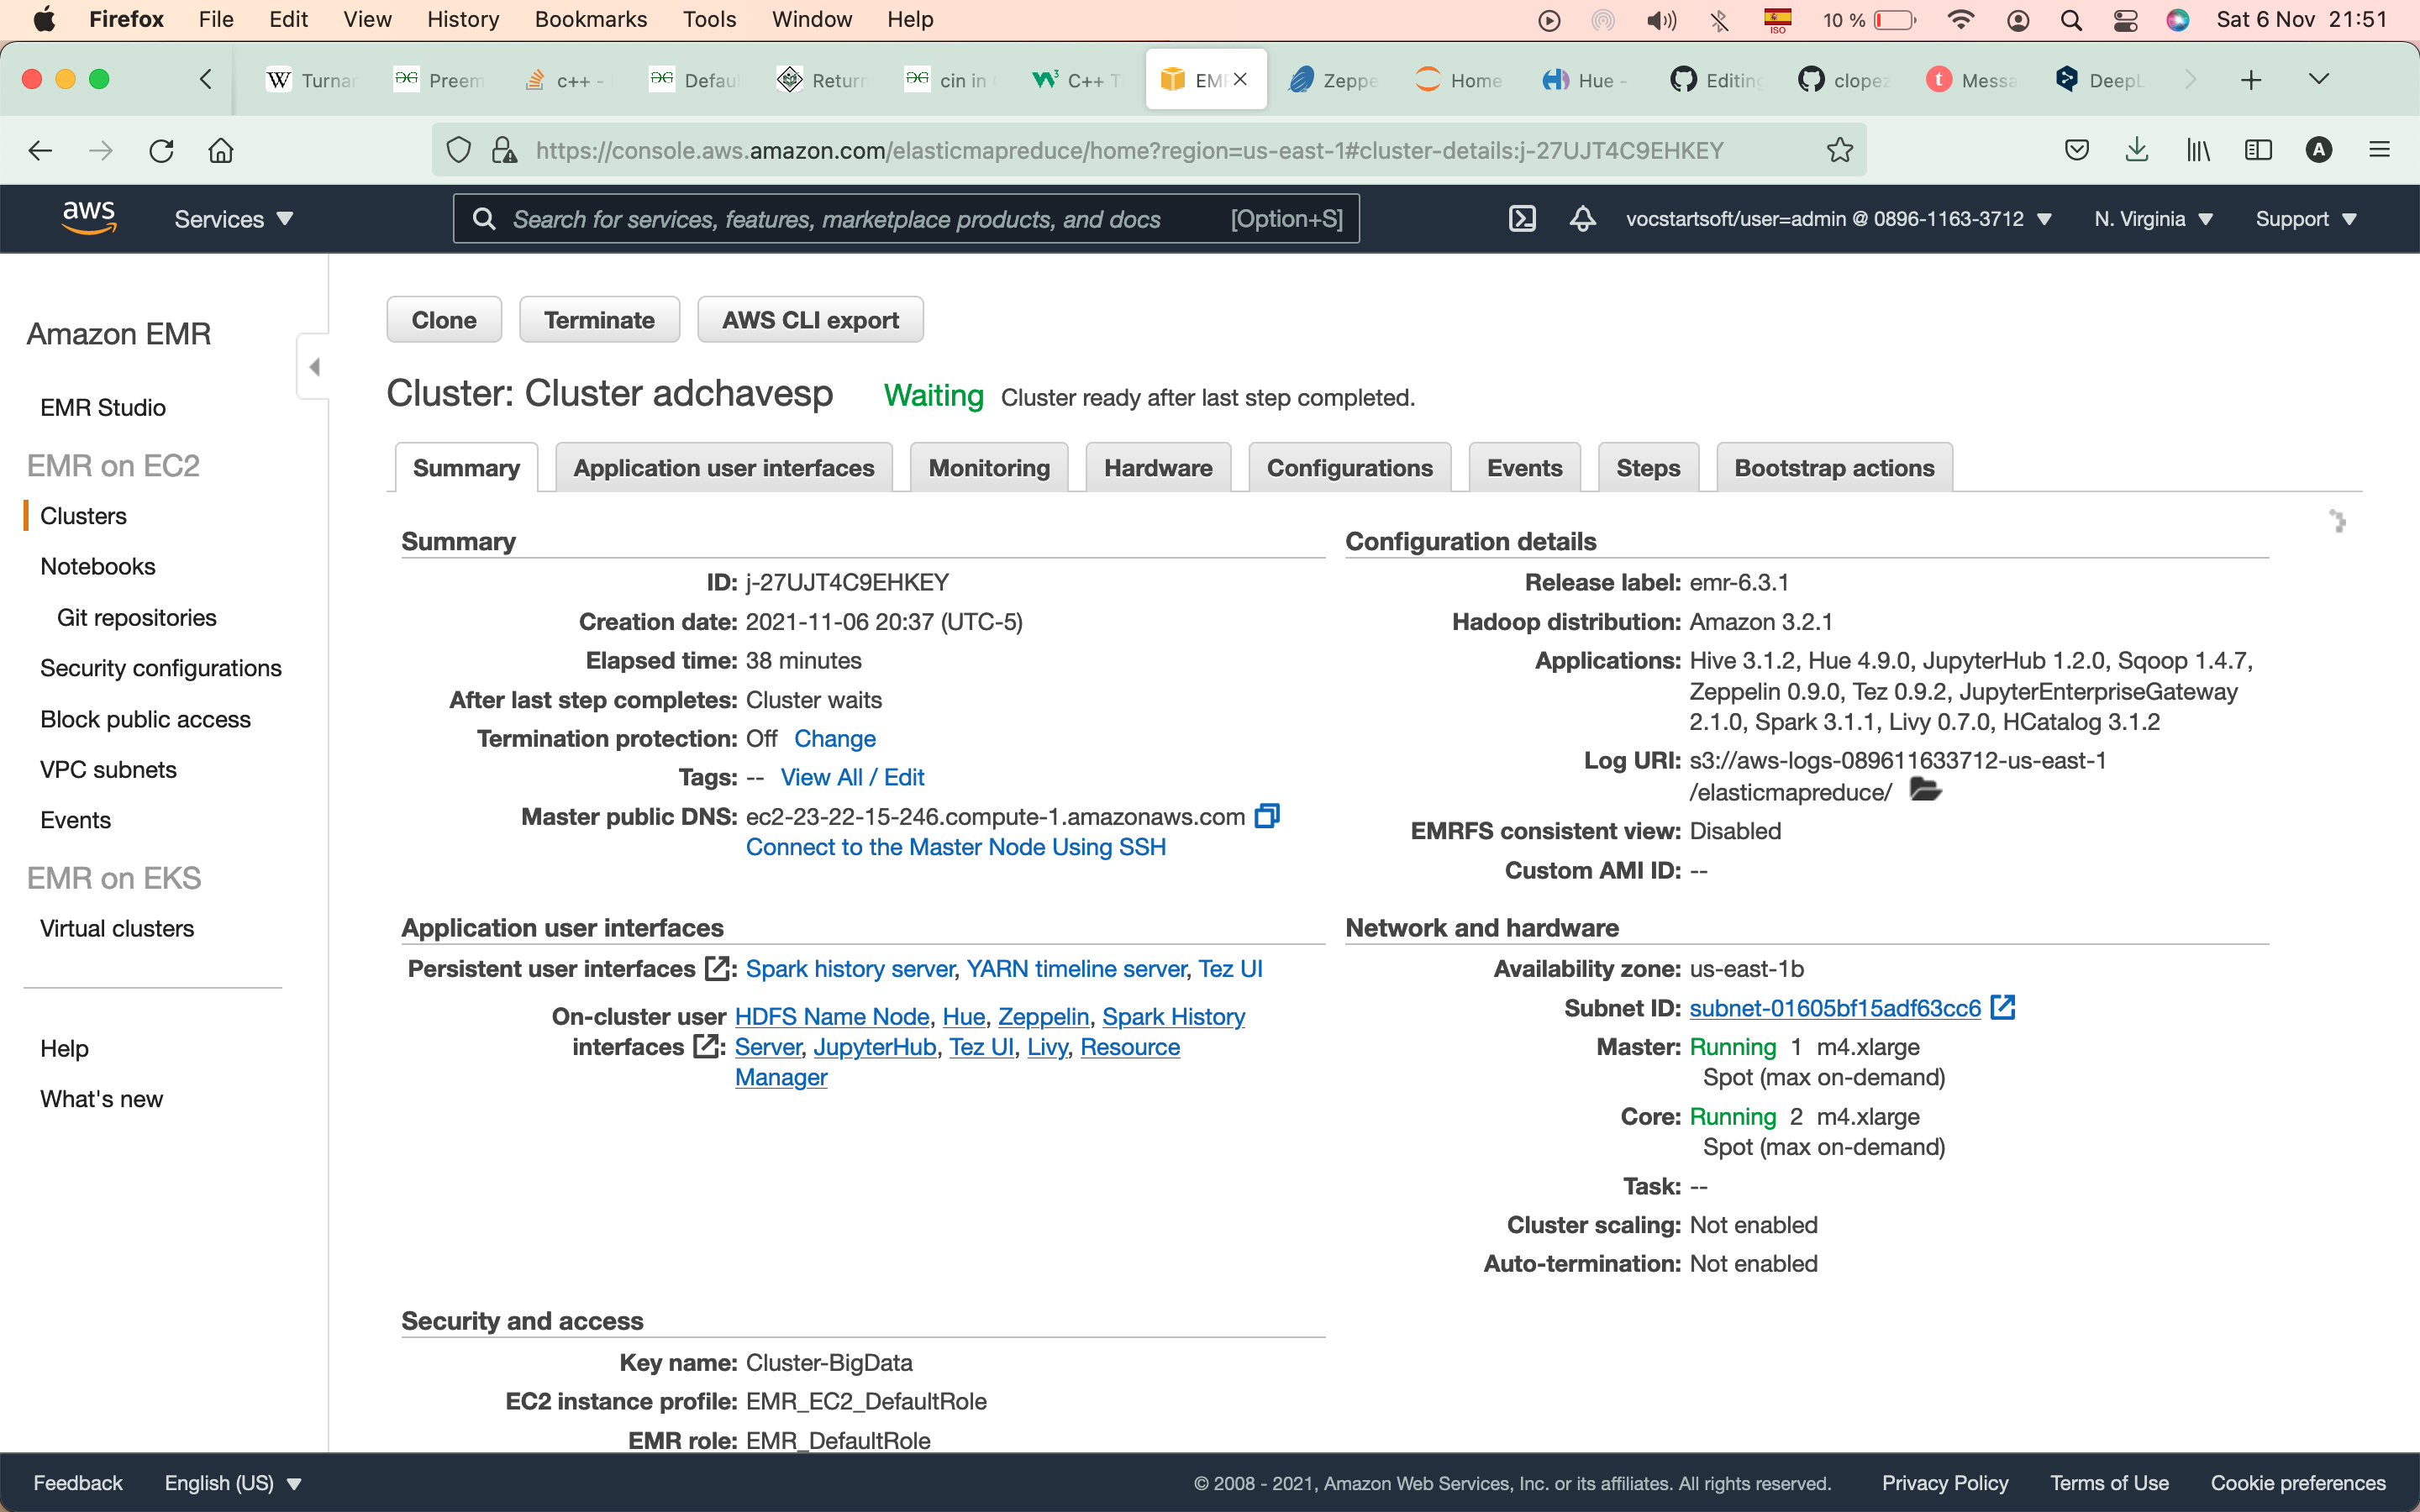 Firefox File Edit View History Bookmarks Tools Window Help ISO 10 % Sat 6 Nov 21:51
W Turnar Preem c++ - Defaul Return cin in C++ T EMR Zeppe Home Hue - Editing clopez t Messa DeepL
https://console.aws.amazon.com/elasticmapreduce/home?region=us-east-1#cluster-details:j-27UJT4C9EHKEY A
aws Services ▼ Search for services, features, marketplace products, and docs [Option+S] vocstartsoft/user=admin @ 0896-1163-3712 ▼ N. Virginia ▼ Support ▼
Amazon EMR
EMR Studio
EMR on EC2
Clusters
Notebooks
Git repositories
Security configurations
Block public access
VPC subnets
Events
EMR on EKS
Virtual clusters
Help
What's new
Clone Terminate AWS CLI export
Cluster: Cluster adchavesp Waiting Cluster ready after last step completed.
Summary Application user interfaces Monitoring Hardware Configurations Events Steps Bootstrap actions
Summary
ID: j-27UJT4C9EHKEY
Creation date: 2021-11-06 20:37 (UTC-5)
Elapsed time: 38 minutes
After last step completes: Cluster waits
Termination protection: Off Change
Tags: -- View All / Edit
Master public DNS: ec2-23-22-15-246.compute-1.amazonaws.com
Connect to the Master Node Using SSH
Configuration details
Release label: emr-6.3.1
Hadoop distribution: Amazon 3.2.1
Applications: Hive 3.1.2, Hue 4.9.0, JupyterHub 1.2.0, Sqoop 1.4.7,
Zeppelin 0.9.0, Tez 0.9.2, JupyterEnterpriseGateway
2.1.0, Spark 3.1.1, Livy 0.7.0, HCatalog 3.1.2
Log URI: s3://aws-logs-089611633712-us-east-1
/elasticmapreduce/
EMRFS consistent view: Disabled
Custom AMI ID: --
Application user interfaces
Persistent user interfaces : Spark history server, YARN timeline server, Tez UI
On-cluster user HDFS Name Node, Hue, Zeppelin, Spark History
interfaces : Server, JupyterHub, Tez UI, Livy, Resource
Manager
Network and hardware
Availability zone: us-east-1b
Subnet ID: subnet-01605bf15adf63cc6
Master: Running 1 m4.xlarge
Spot (max on-demand)
Core: Running 2 m4.xlarge
Spot (max on-demand)
Task: --
Cluster scaling: Not enabled
Auto-termination: Not enabled
Security and access
Key name: Cluster-BigData
EC2 instance profile: EMR_EC2_DefaultRole
EMR role: EMR_DefaultRole
Feedback English (US) ▼ © 2008 - 2021, Amazon Web Services, Inc. or its affiliates. All rights reserved. Privacy Policy Terms of Use Cookie preferences